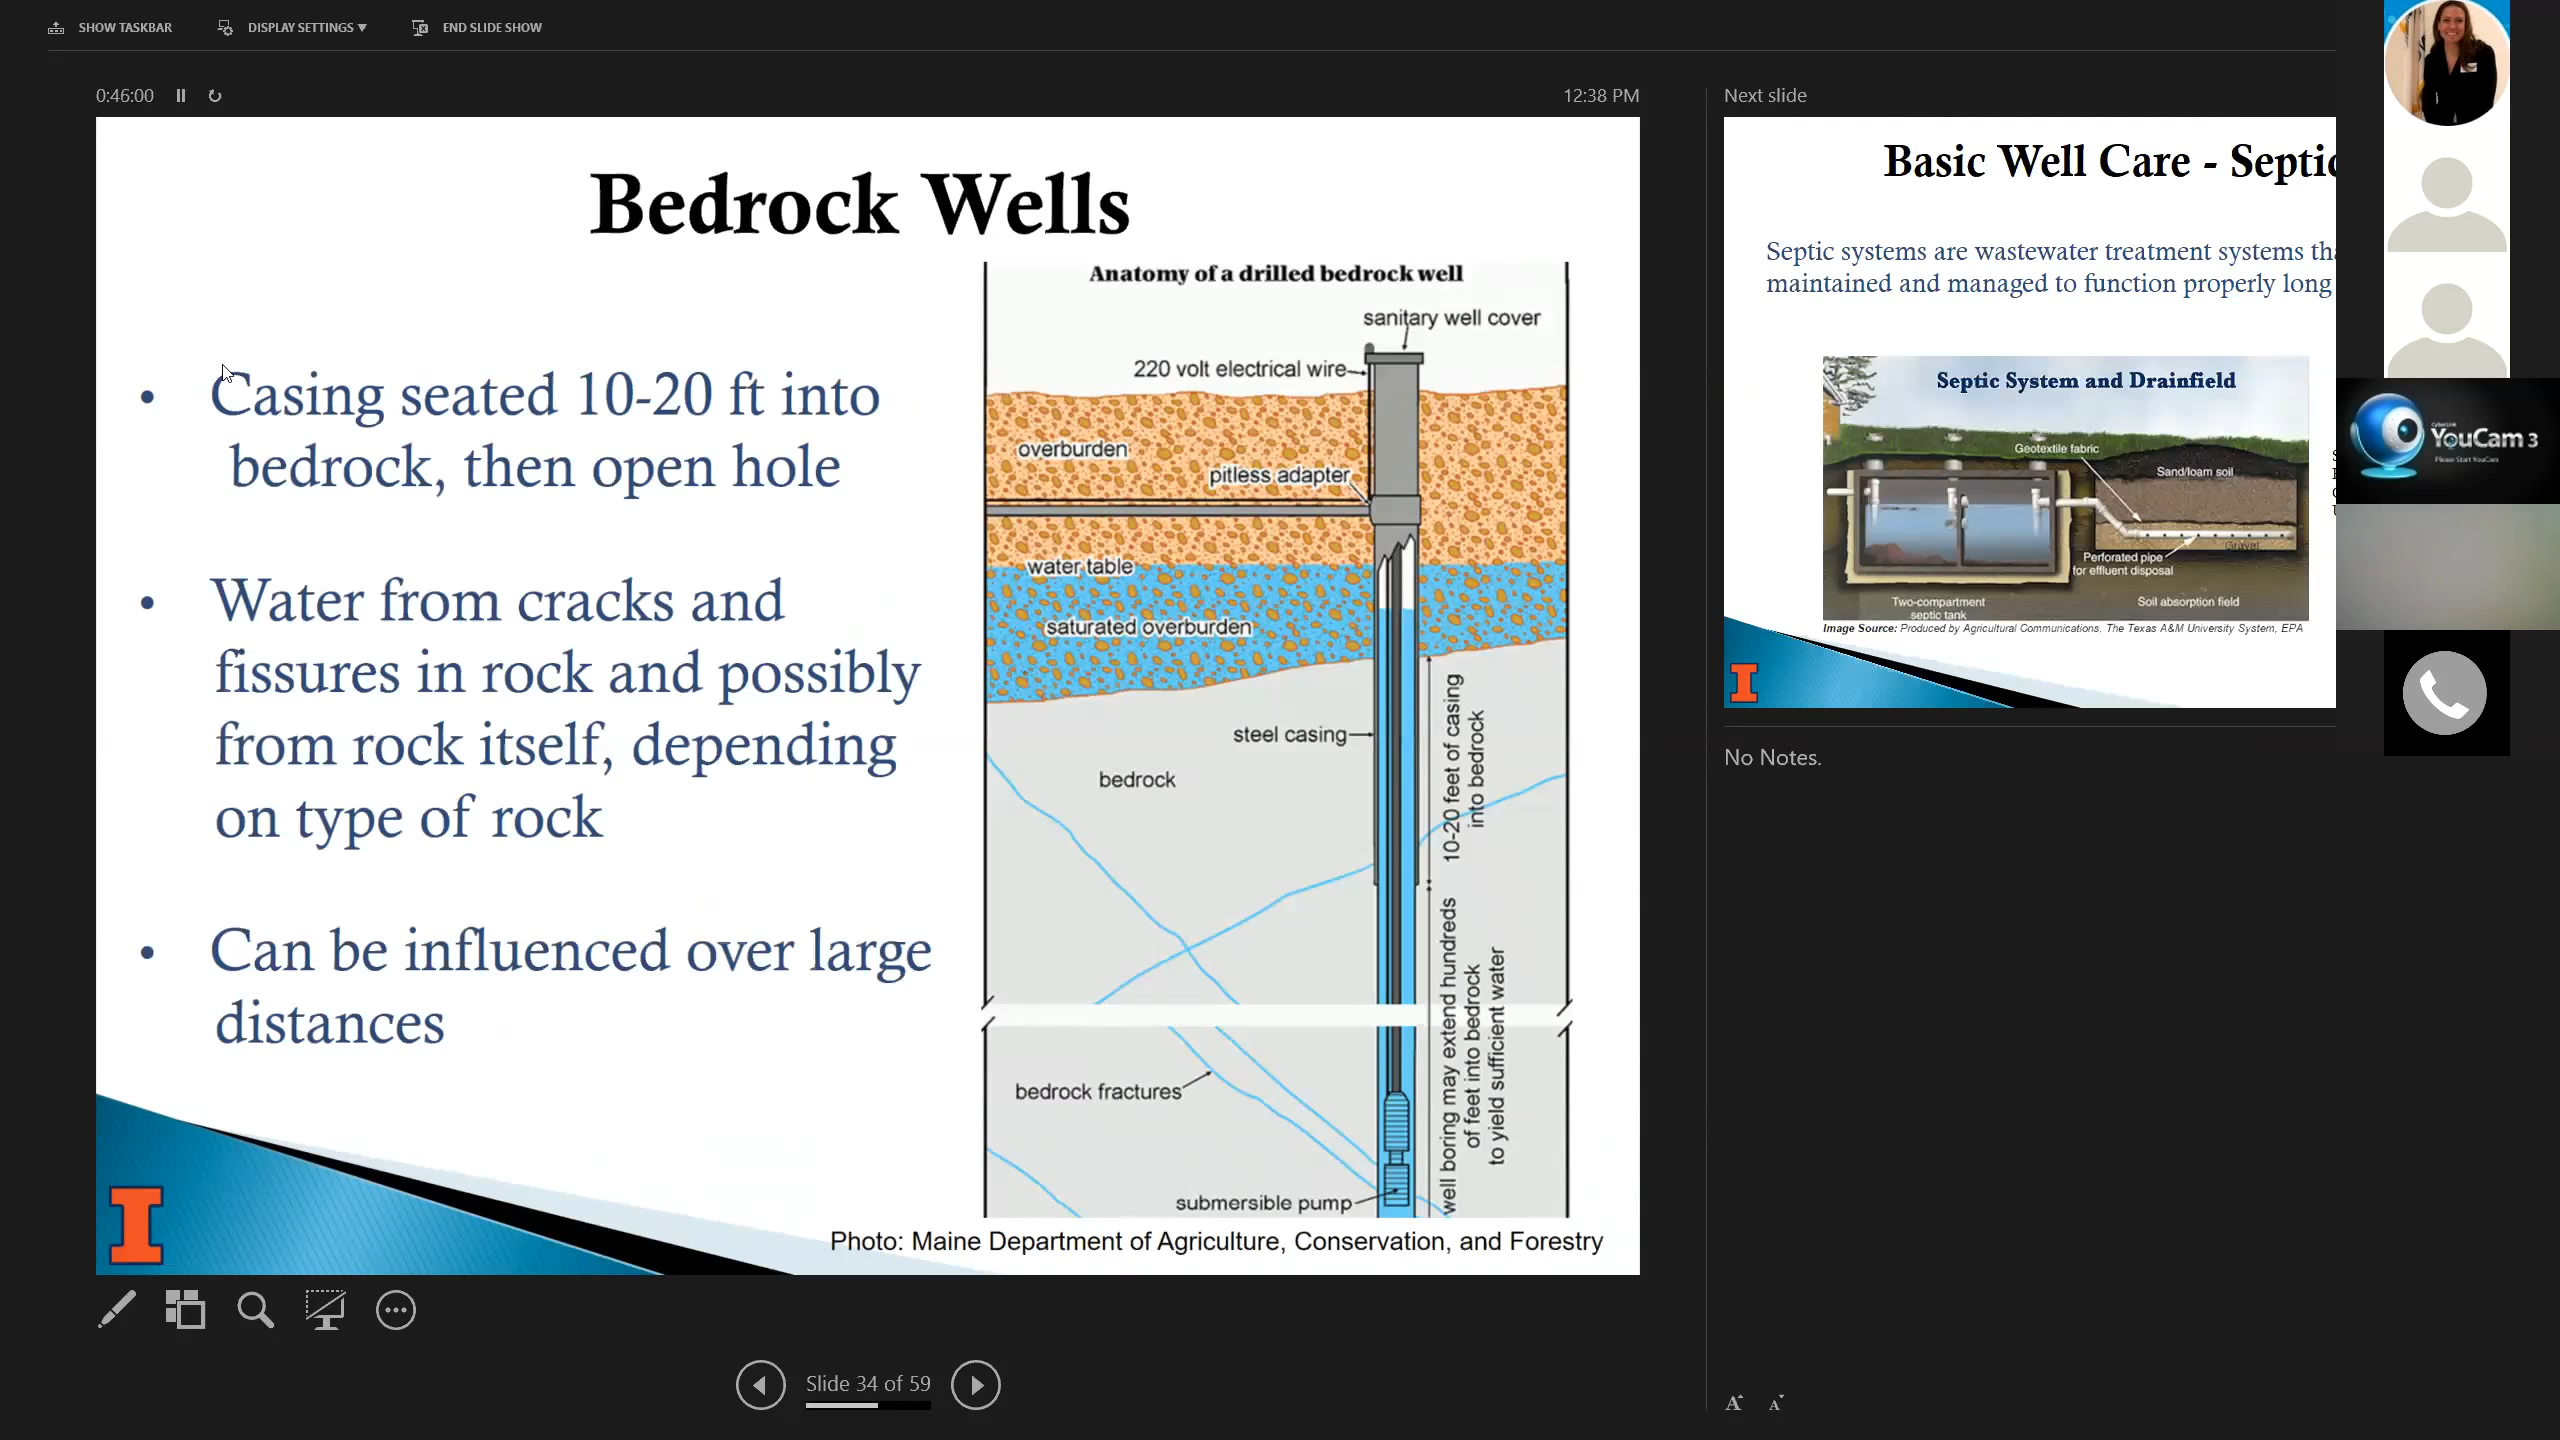 SHOW TASKBAR
DISPLAY SETTINGS
END SLIDE SHOW
0:46:00
12:38 PM
Bedrock Wells
• Casing seated 10-20 ft into
bedrock, then open hole
• Water from cracks and
fissures in rock and possibly
from rock itself, depending
on type of rock
• Can be influenced over large
distances
Anatomy of a drilled bedrock well
sanitary well cover
220 volt electrical wire
overburden
pitless adapter
water table
saturated overburden
steel casing
bedrock
10-20 feet of casing
into bedrock
well boring may extend hundreds
of feet into bedrock
to yield sufficient water
bedrock fractures
submersible pump
Photo: Maine Department of Agriculture, Conservation, and Forestry
Slide 34 of 59
Next slide
Basic Well Care - Septic
Septic systems are wastewater treatment systems
maintained and managed to function properly long
Septic System and Drainfield
Geotextile fabric
Sand/loam soil
Gravel
Perforated pipe
for effluent disposal
Two-compartment
septic tank
Soil absorption field
Image Source: Produced by Agricultural Communications, The Texas A&M University System, EPA
No Notes.
A A
CyberLink
YouCam 3
Please Start YouCam